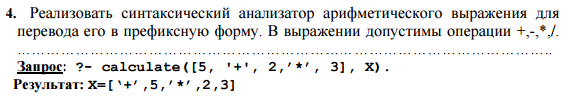 4. Реализовать синтаксический анализатор арифметического выражения для
перевода его в префиксную форму. В выражении допустимы операции +,-,*,/.
……………………………………………………………………………………………………
Запрос: ?- calculate([5, '+', 2,’*’, 3], X).
Результат: X=[‘+’,5,’*’,2,3]